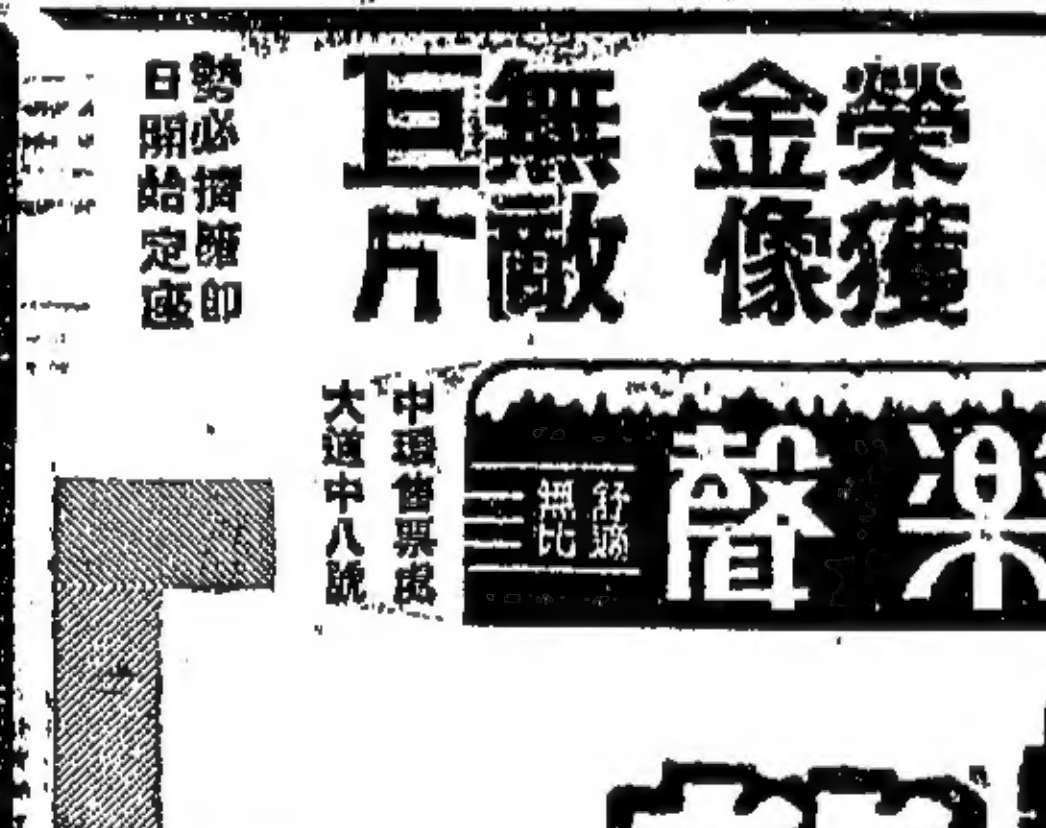 榮獲
金像
無敵
巨片
勢必擠擁即
日開始定座
樂聲
舒適
無比
中環售票處
大道中八號